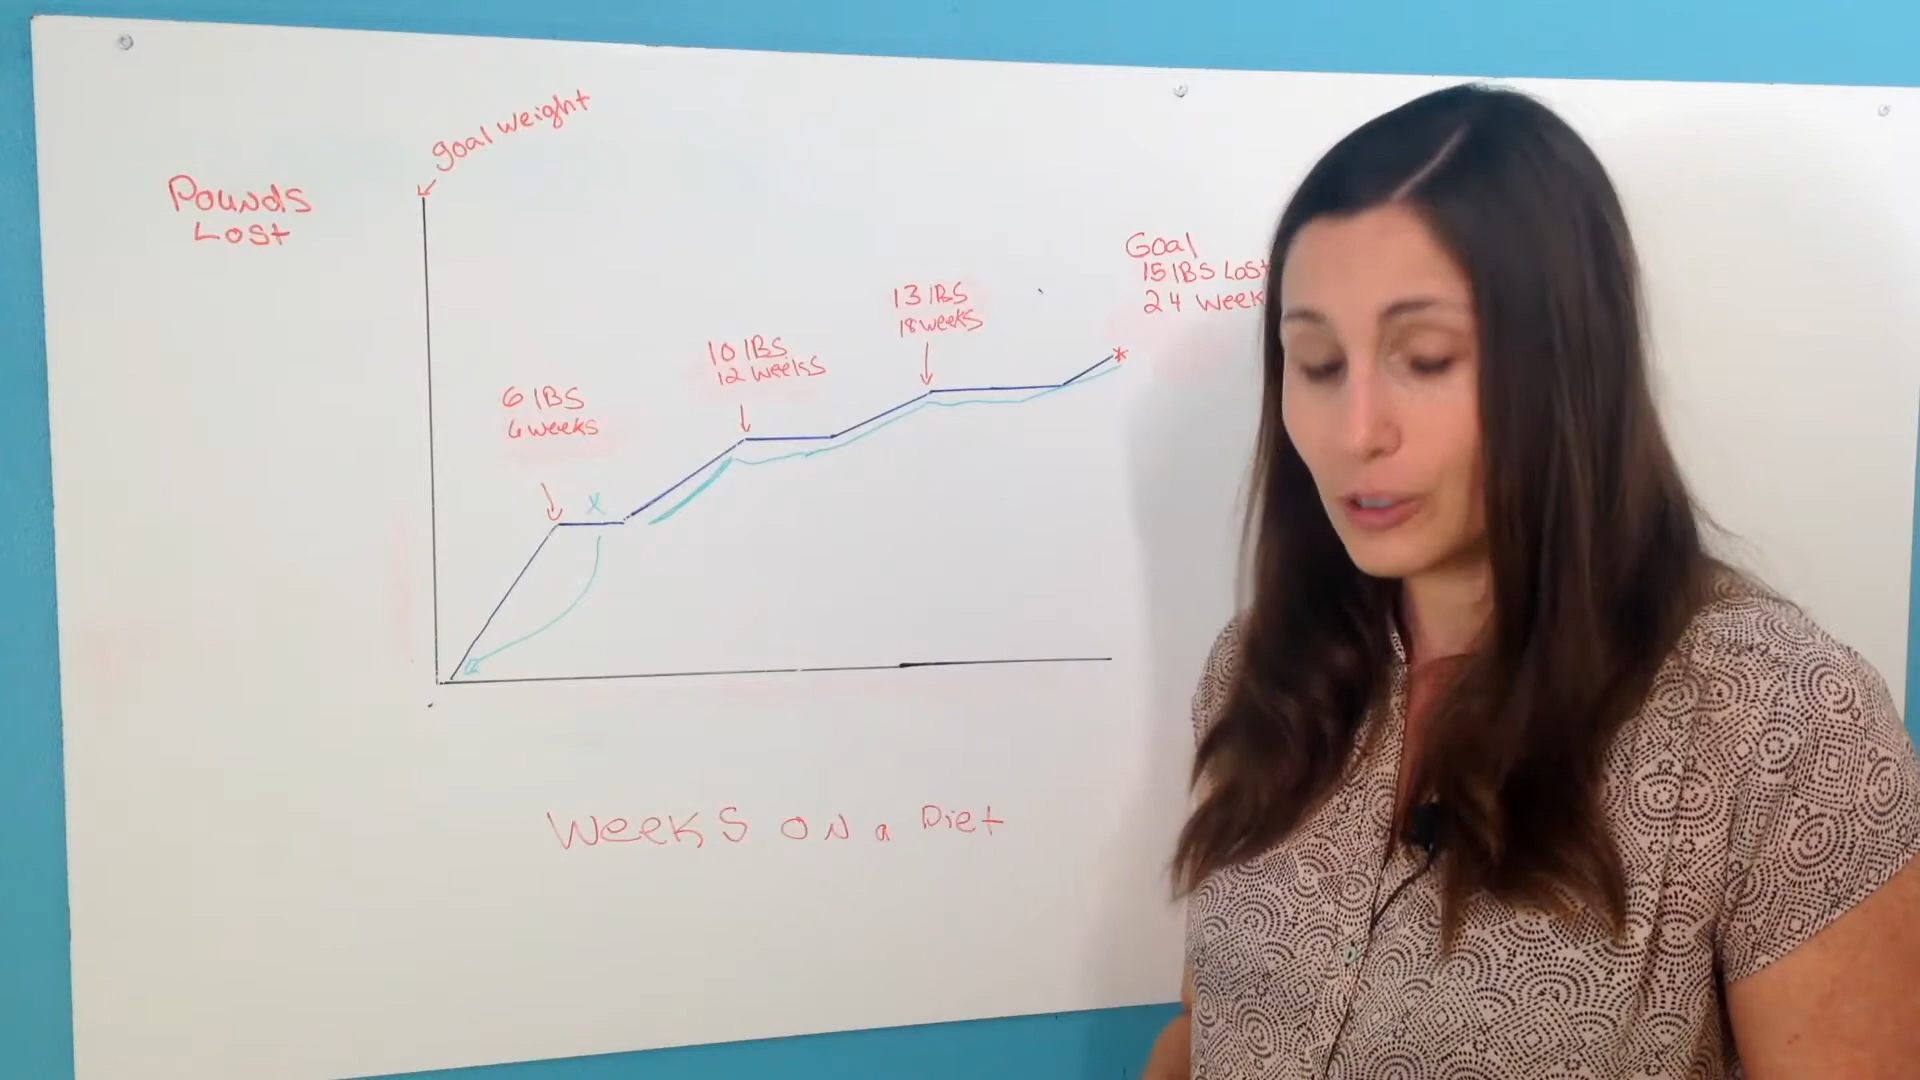 goal weight
Pounds
Lost
Goal
15 lBS Lost
24 week
13 lBS
18 weeks
10 lBS
12 weeks
6 lBS
6 weeks
x
Weeks on a Diet